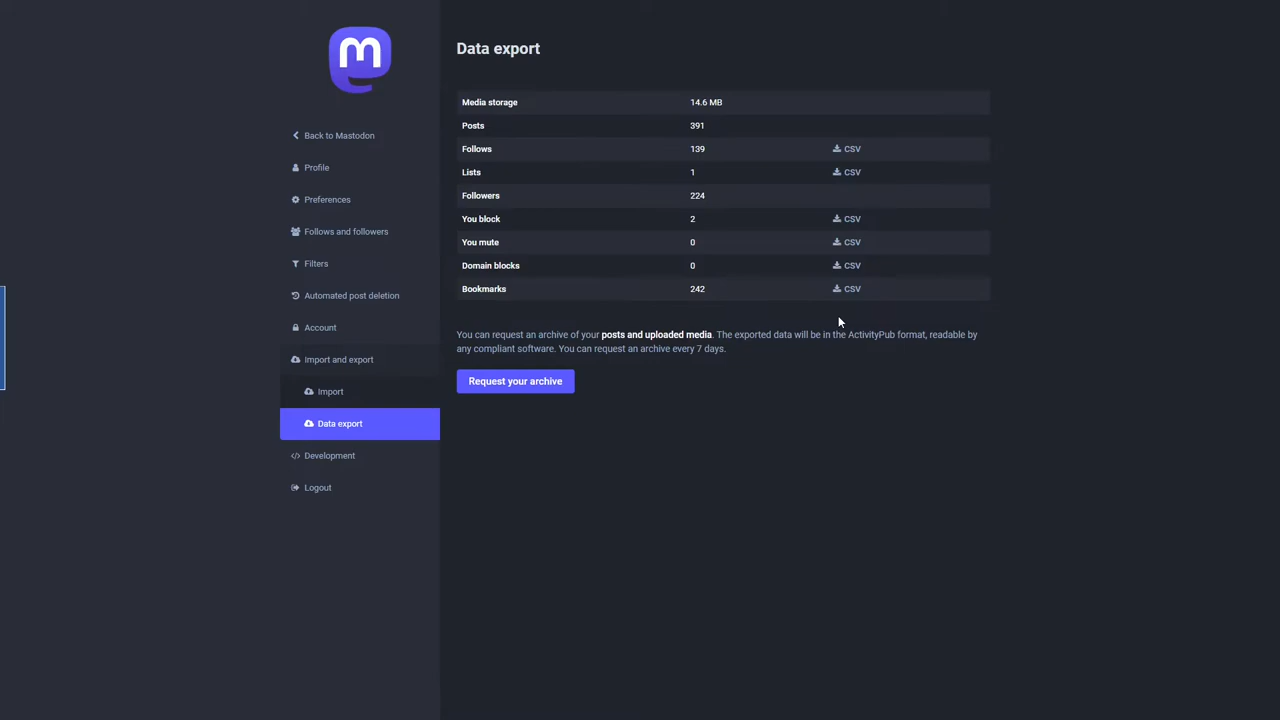 Data export
Media storage 14.6 MB
Posts 391
Follows 139 CSV
Lists 1 CSV
Followers 224
You block 2 CSV
You mute 0 CSV
Domain blocks 0 CSV
Bookmarks 242 CSV
You can request an archive of your posts and uploaded media. The exported data will be in the ActivityPub format, readable by
any compliant software. You can request an archive every 7 days.
Request your archive
m
Back to Mastodon
Profile
Preferences
Follows and followers
Filters
Automated post deletion
Account
Import and export
Import
Data export
Development
Logout